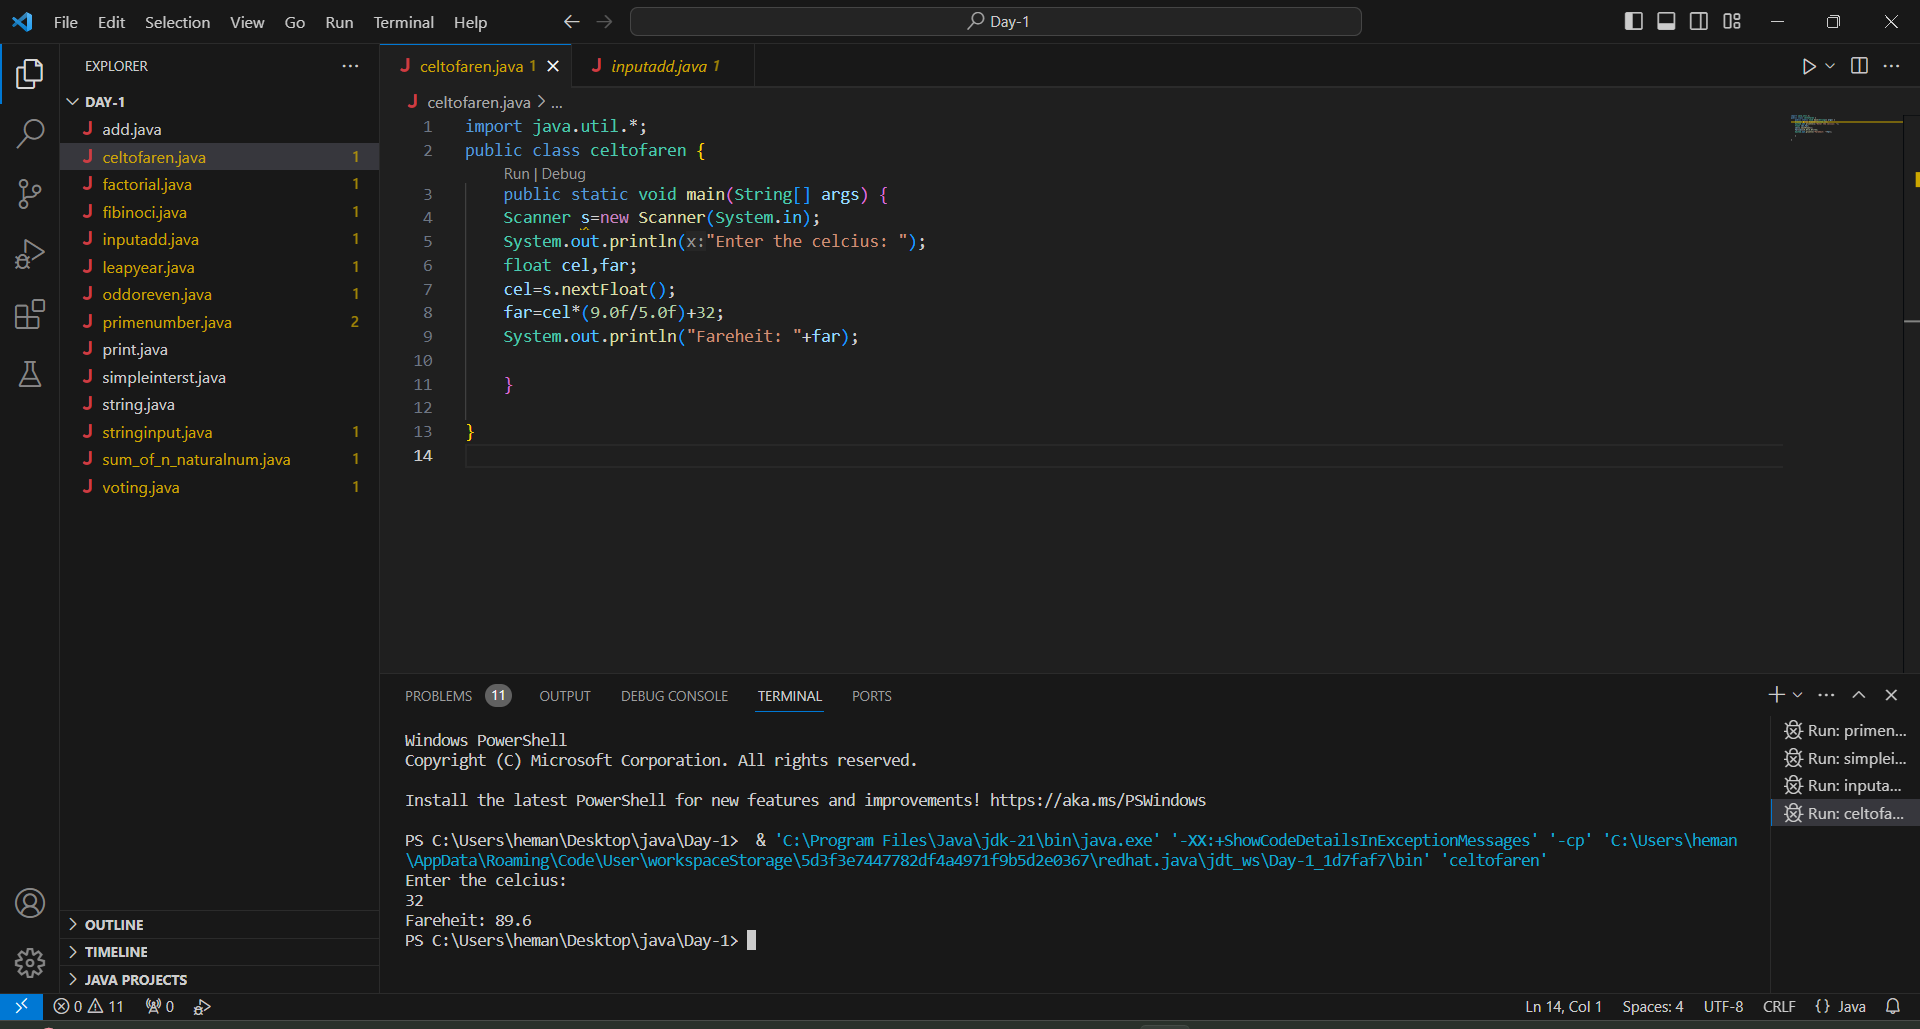 File Edit Selection View Go Run Terminal Help
Day-1
EXPLORER
DAY-1
add.java
celtofaren.java 1
factorial.java 1
fibinoci.java 1
inputadd.java 1
leapyear.java 1
oddoreven.java 1
primenumber.java 2
print.java
simpleinterst.java
string.java
stringinput.java 1
sum_of_n_naturalnum.java 1
voting.java 1
OUTLINE
TIMELINE
JAVA PROJECTS
celtofaren.java 1 inputadd.java 1
celtofaren.java > ...
1 import java.util.*;
2 public class celtofaren {
Run | Debug
3 public static void main(String[] args) {
4 Scanner s=new Scanner(System.in);
5 System.out.println(x:"Enter the celcius: ");
6 float cel,far;
7 cel=s.nextFloat();
8 far=cel*(9.0f/5.0f)+32;
9 System.out.println("Fareheit: "+far);
10
11 }
12
13 }
14
PROBLEMS 11 OUTPUT DEBUG CONSOLE TERMINAL PORTS
Windows PowerShell
Copyright (C) Microsoft Corporation. All rights reserved.
Install the latest PowerShell for new features and improvements! https://aka.ms/PSWindows
PS C:\Users\heman\Desktop\java\Day-1> & 'C:\Program Files\Java\jdk-21\bin\java.exe' '-XX:+ShowCodeDetailsInExceptionMessages' '-cp' 'C:\Users\heman
\AppData\Roaming\Code\User\workspaceStorage\5d3f3e7447782df4a4971f9b5d2e0367\redhat.java\jdt_ws\Day-1_1d7faf7\bin' 'celtofaren'
Enter the celcius:
32
Fareheit: 89.6
PS C:\Users\heman\Desktop\java\Day-1>
Run: primen...
Run: simplei...
Run: inputa...
Run: celtofa...
0 11 0 Ln 14, Col 1 Spaces: 4 UTF-8 CRLF {} Java